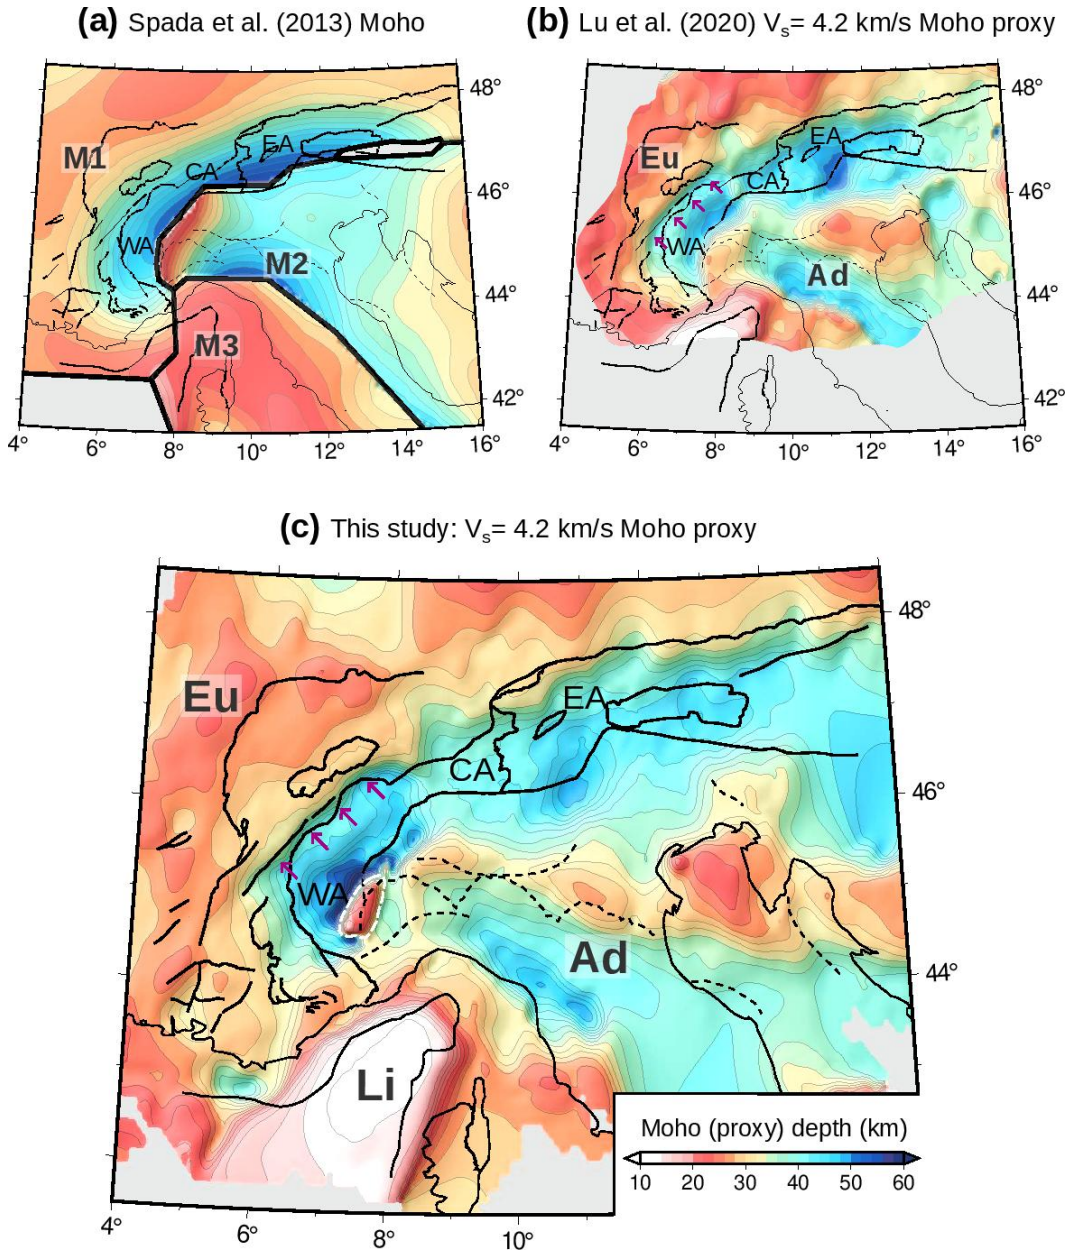 (a) Spada et al. (2013) Moho
48°
46°
44°
42°
4° 6° 8° 10° 12° 14° 16°
M1
CA
EA
WA
M2
M3
(b) Lu et al. (2020) Vs= 4.2 km/s Moho proxy
48°
46°
44°
42°
4° 6° 8° 10° 12° 14° 16°
Eu
EA
CA
WA
Ad
(c) This study: Vs= 4.2 km/s Moho proxy
48°
46°
44°
4° 6° 8° 10°
Eu
EA
CA
WA
Ad
Li
Moho (proxy) depth (km)
10 20 30 40 50 60